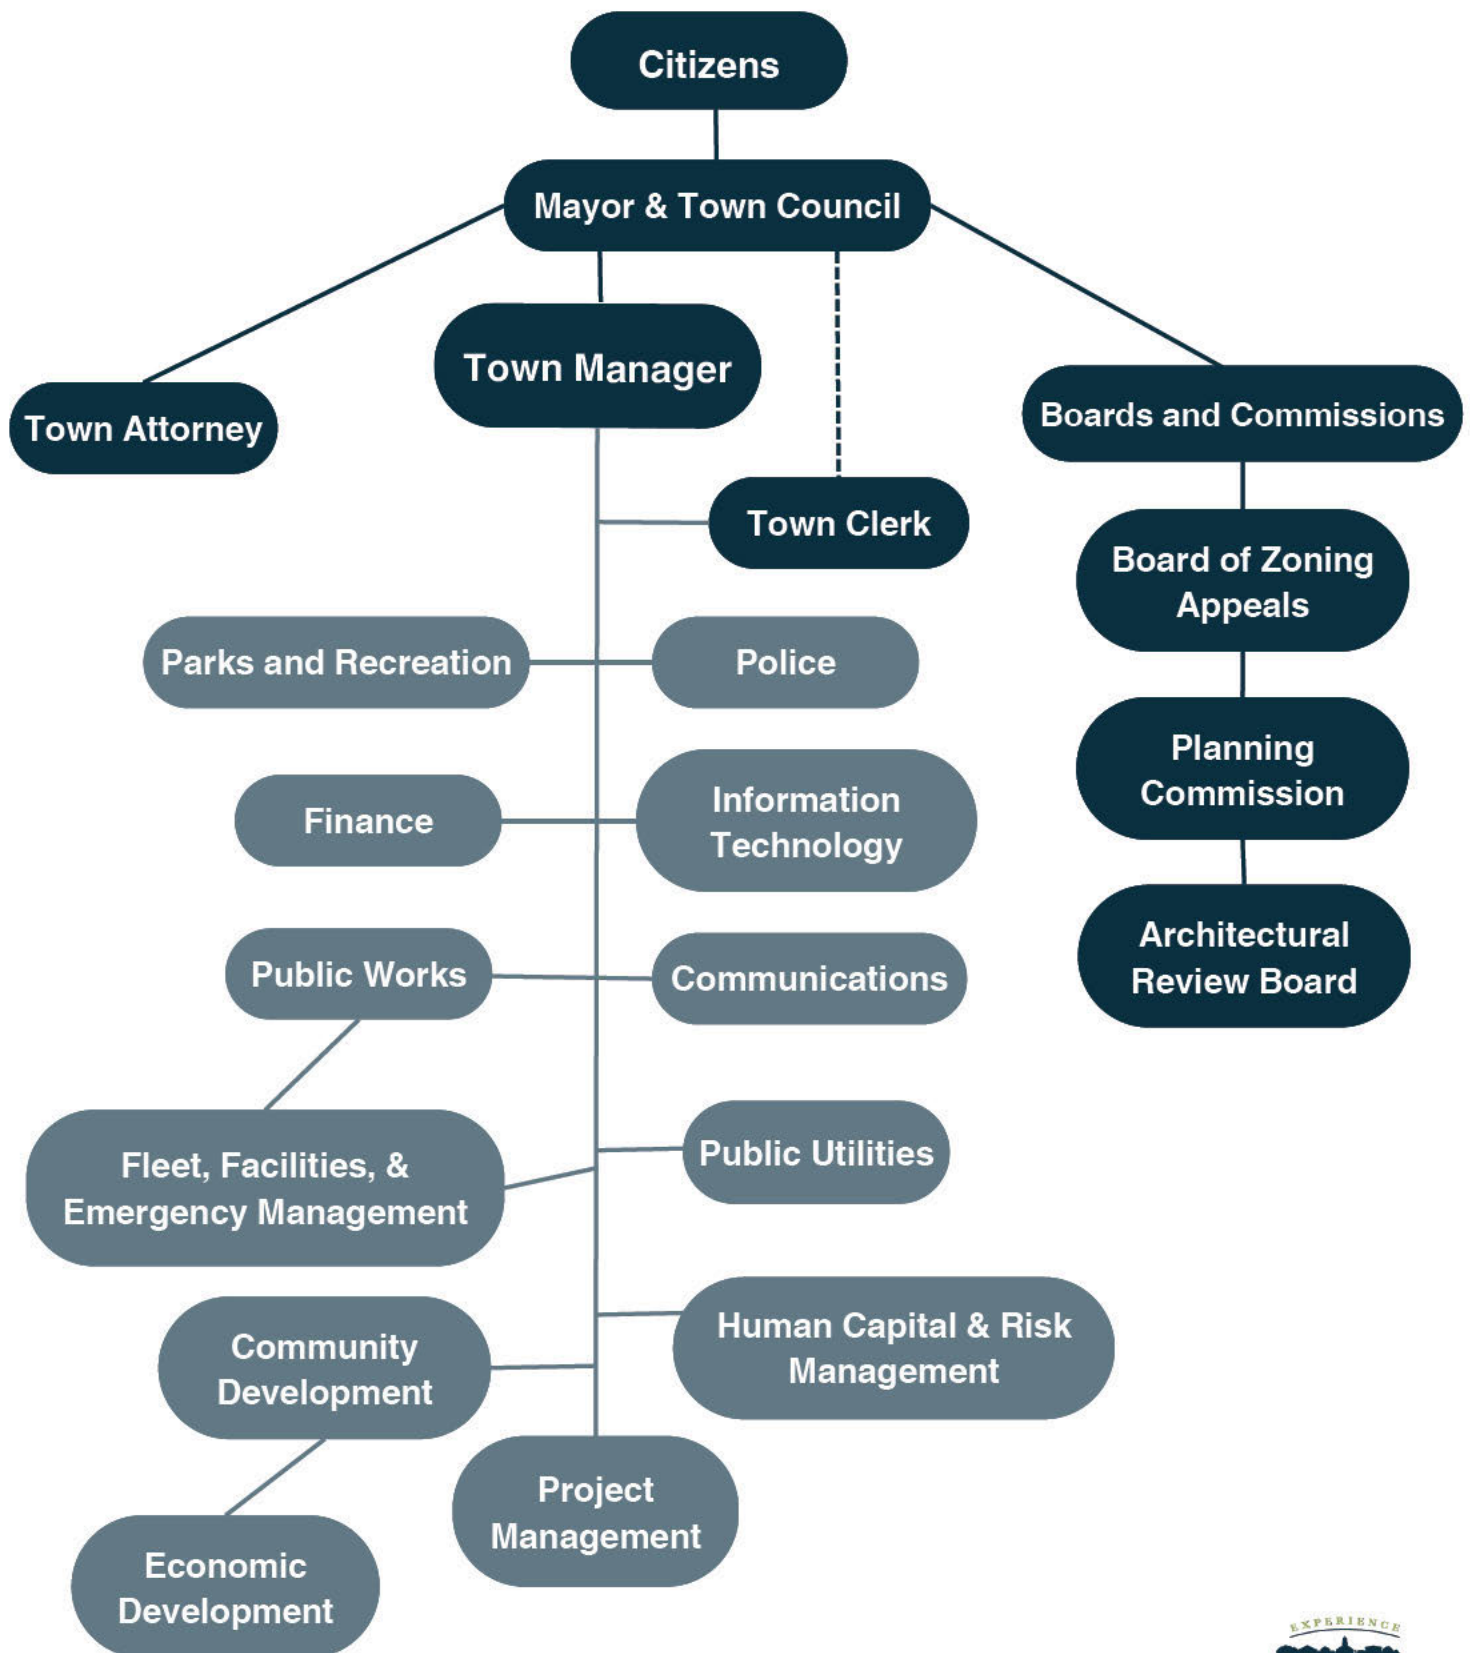 Citizens
Mayor & Town Council
Town Manager
Town Attorney
Boards and Commissions
Town Clerk
Board of Zoning
Appeals
Parks and Recreation
Police
Planning
Commission
Finance
Information
Technology
Architectural
Review Board
Public Works
Communications
Fleet, Facilities, &
Emergency Management
Public Utilities
Community
Development
Human Capital & Risk
Management
Project
Management
Economic
Development
EXPERIENCE